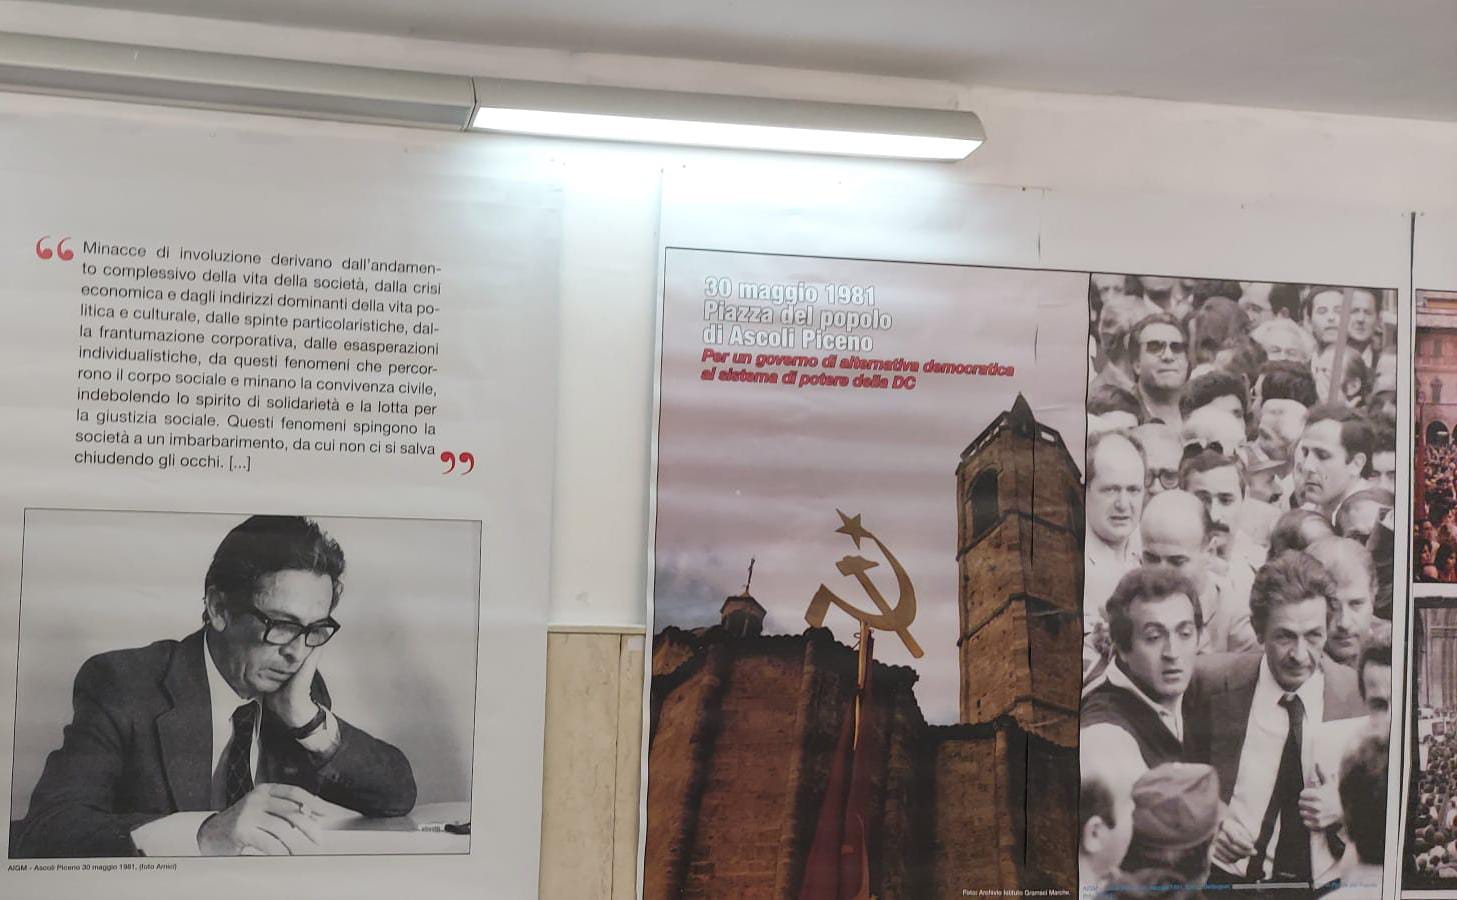 Minacce di involuzione derivano dall'andamen-
to complessivo della vita della società, dalla crisi
economica e dagli indirizzi dominanti della vita po-
litica e culturale, dalle spinte particolaristiche, dal-
la frantumazione corporativa, dalle esasperazioni
individualistiche, da questi fenomeni che percor-
rono il corpo sociale e minano la convivenza civile,
indebolendo lo spirito di solidarietà e la lotta per
la giustizia sociale. Questi fenomeni spingono la
società a un imbarbarimento, da cui non ci si salva
chiudendo gli occhi. [...]
AIGM - Ascoli Piceno 30 maggio 1981, (foto Amici)
30 maggio 1981
Piazza del popolo
di Ascoli Piceno
Per un governo di alternativa democratica
al sistema di potere della DC
Foto: Archivio Istituto Gramsci Marche.